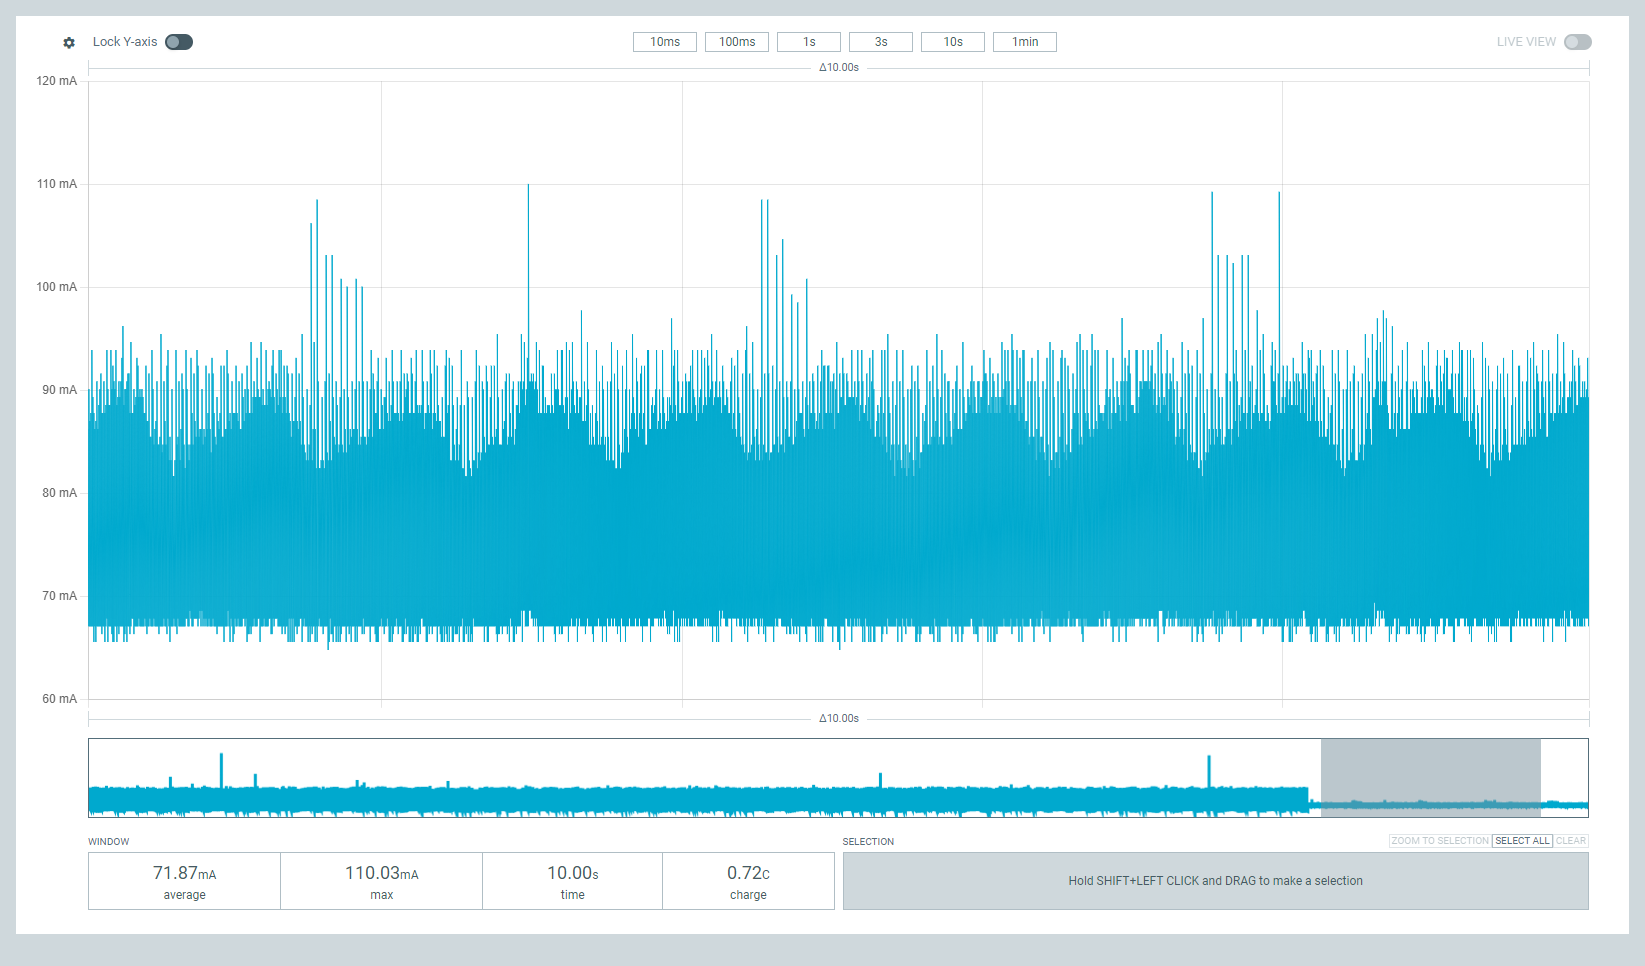 Lock Y-axis
10ms 100ms 1s 3s 10s 1min
LIVE VIEW
Δ10.00s
120 mA
110 mA
100 mA
90 mA
80 mA
70 mA
60 mA
Δ10.00s
WINDOW
71.87mA
average
110.03mA
max
10.00s
time
0.72C
charge
SELECTION
ZOOM TO SELECTION SELECT ALL CLEAR
Hold SHIFT+LEFT CLICK and DRAG to make a selection